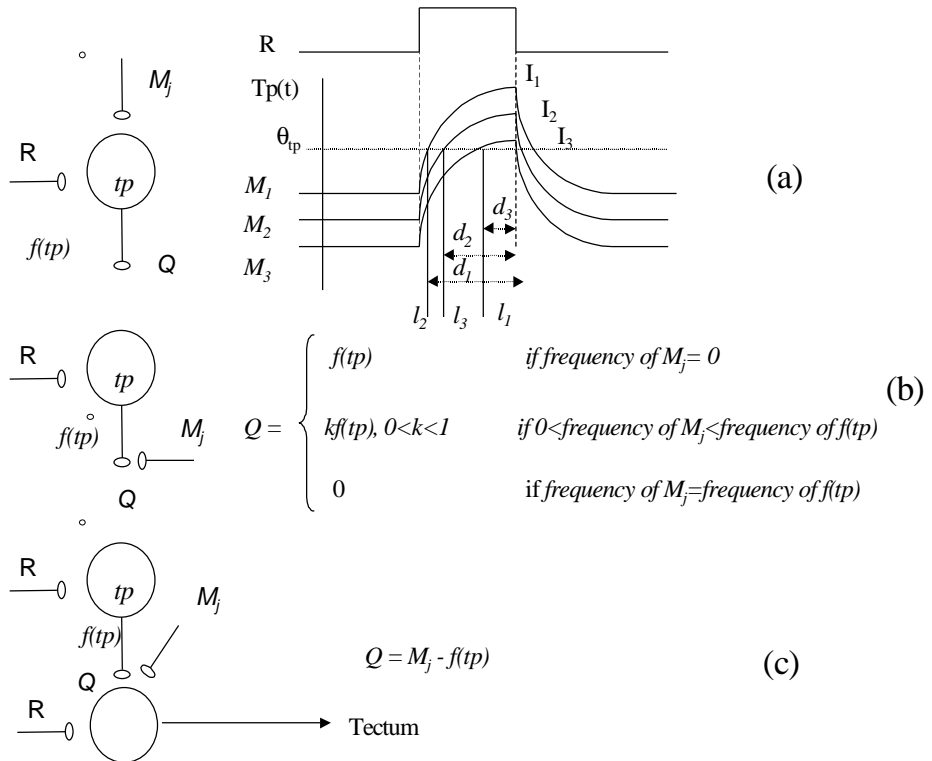 R
M_j
R
tp
f(tp)
Q
Tp(t)
θ_tp
M_1
M_2
M_3
I_1
I_2
I_3
d_3
d_2
d_1
l_2 l_3 l_1
(a)
R
tp
f(tp)
M_j
Q
Q =
f(tp) if frequency of M_j= 0
kf(tp), 0<k<1 if 0<frequency of M_j<frequency of f(tp)
0 if frequency of M_j=frequency of f(tp)
(b)
R
tp
M_j
f(tp)
Q
R
Q = M_j - f(tp)
Tectum
(c)